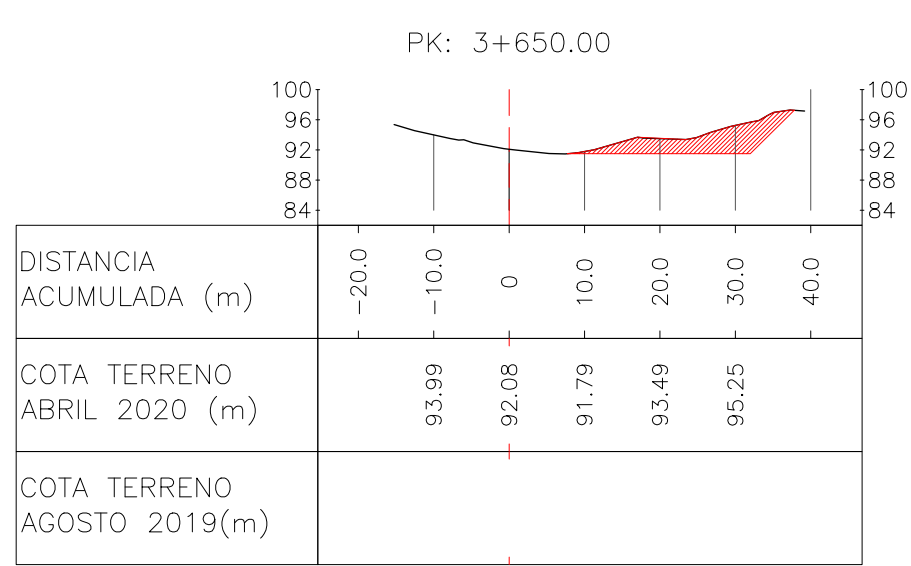 PK: 3+650.00
100 100
96 96
92 92
88 88
84 84
DISTANCIA
ACUMULADA (m)
-20.0 -10.0 0 10.0 20.0 30.0 40.0
COTA TERRENO
ABRIL 2020 (m)
93.99 92.08 91.79 93.49 95.25
COTA TERRENO
AGOSTO 2019(m)